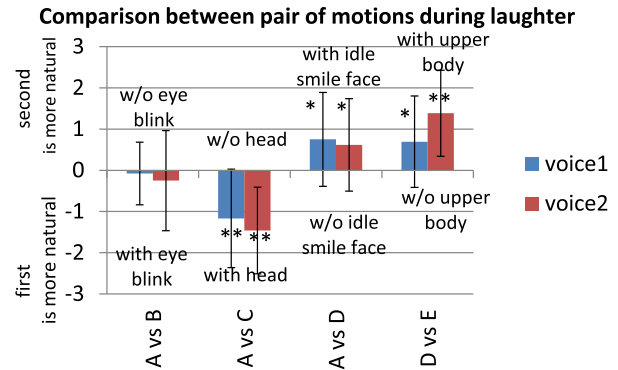 Comparison between pair of motions during laughter
second
is more natural
first
is more natural
3
2
1
0
-1
-2
-3
w/o eye
blink
with eye
blink
w/o head
** **
with head
with idle
smile face
* *
w/o idle
smile face
with upper
body
* **
w/o upper
body
A vs B
A vs C
A vs D
D vs E
voice1
voice2